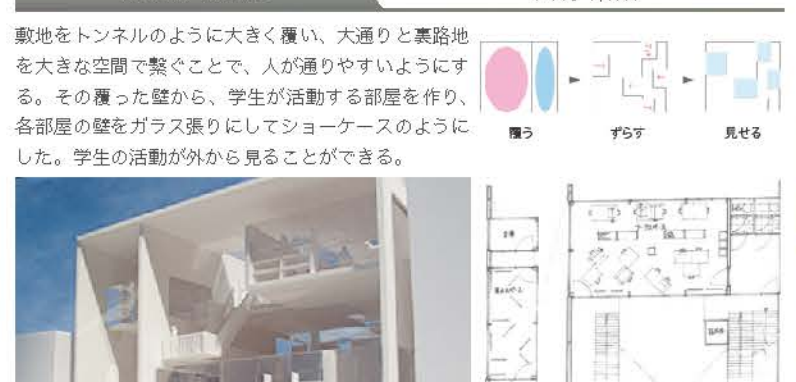 敷地をトンネルのように大きく覆い、大通りと裏路地
を大きな空間で繋ぐことで、人が通りやすいようにす
る。その覆った壁から、学生が活動する部屋を作り、
各部屋の壁をガラス張りにしてショーケースのように
した。学生の活動が外から見ることができる。
覆う
ずらす
見せる